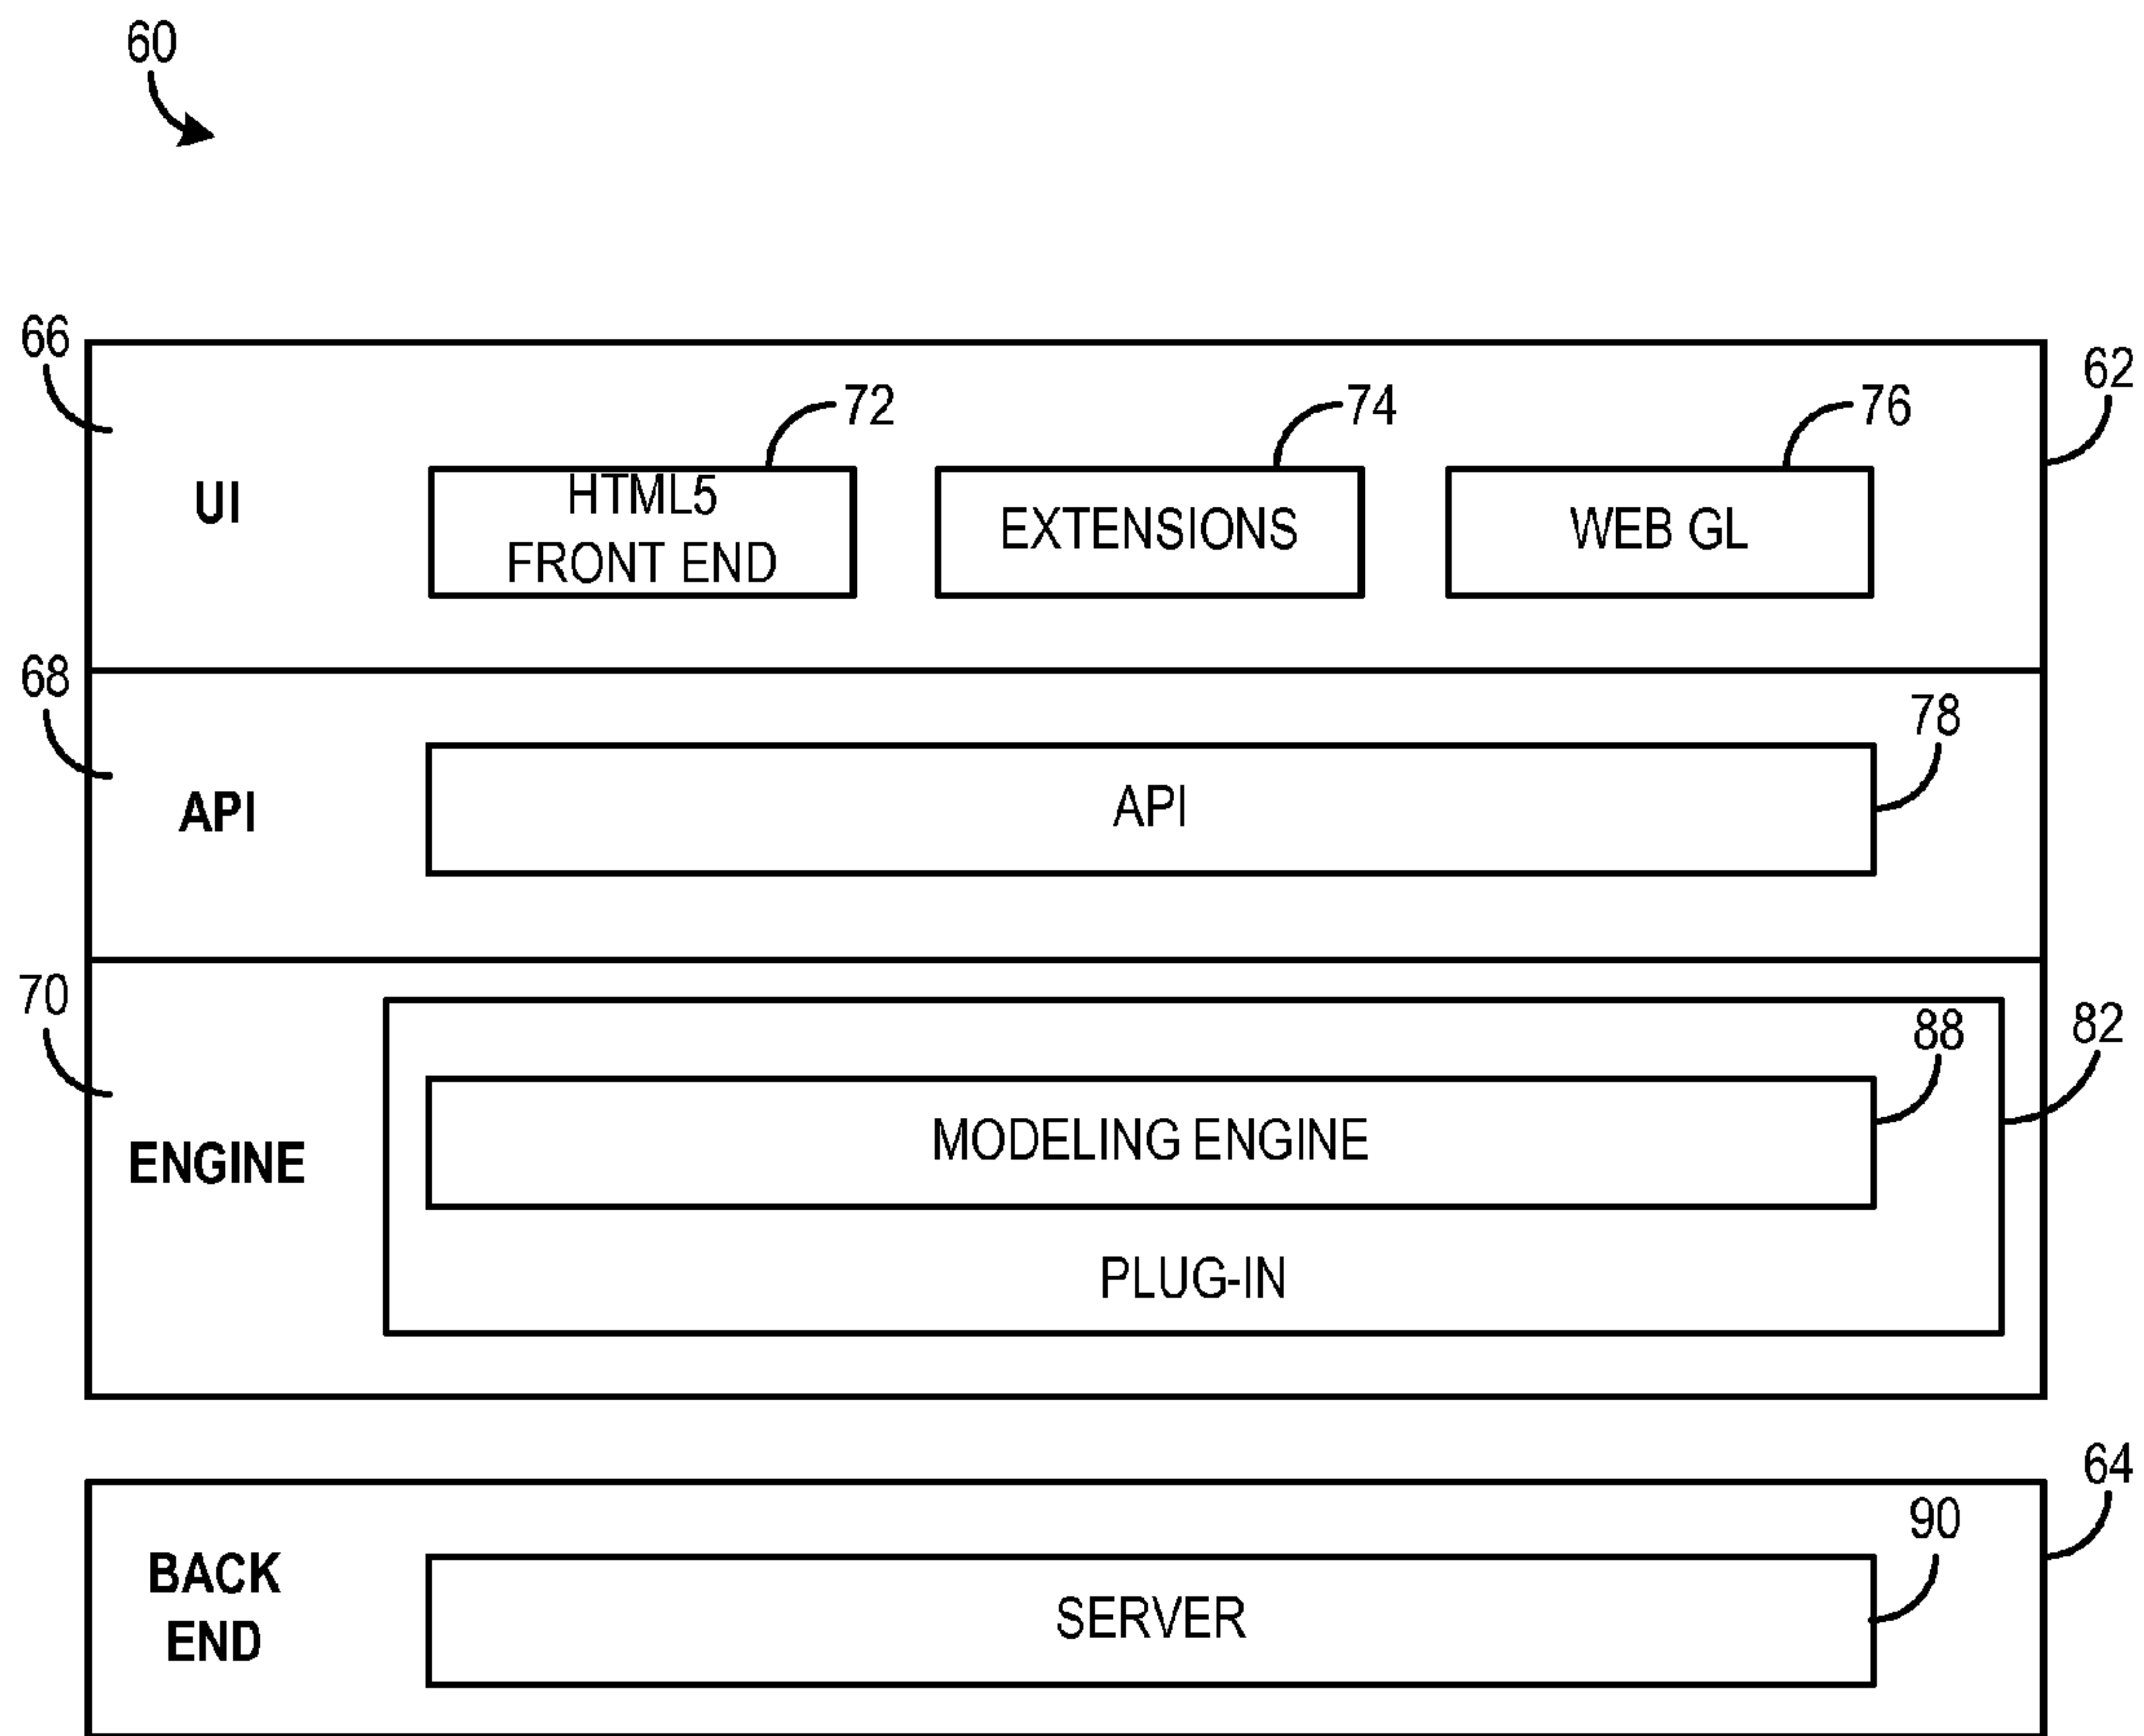 60
66
62
72
74
76
UI
HTML5
FRONT END
EXTENSIONS
WEB GL
68
78
API
API
70
88
82
ENGINE
MODELING ENGINE
PLUG-IN
64
90
BACK
END
SERVER